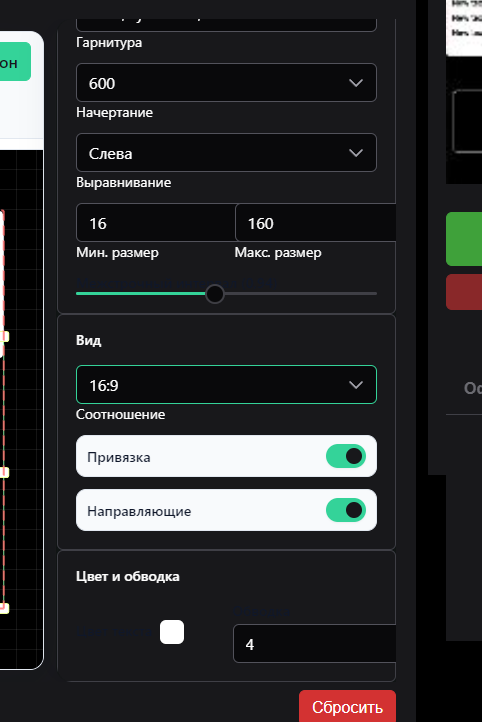 он
Гарнитура
600
Начертание
Слева
Выравнивание
16
160
Мин. размер
Макс. размер
Вид
16:9
Соотношение
Привязка
Направляющие
Цвет и обводка
4
Сбросить